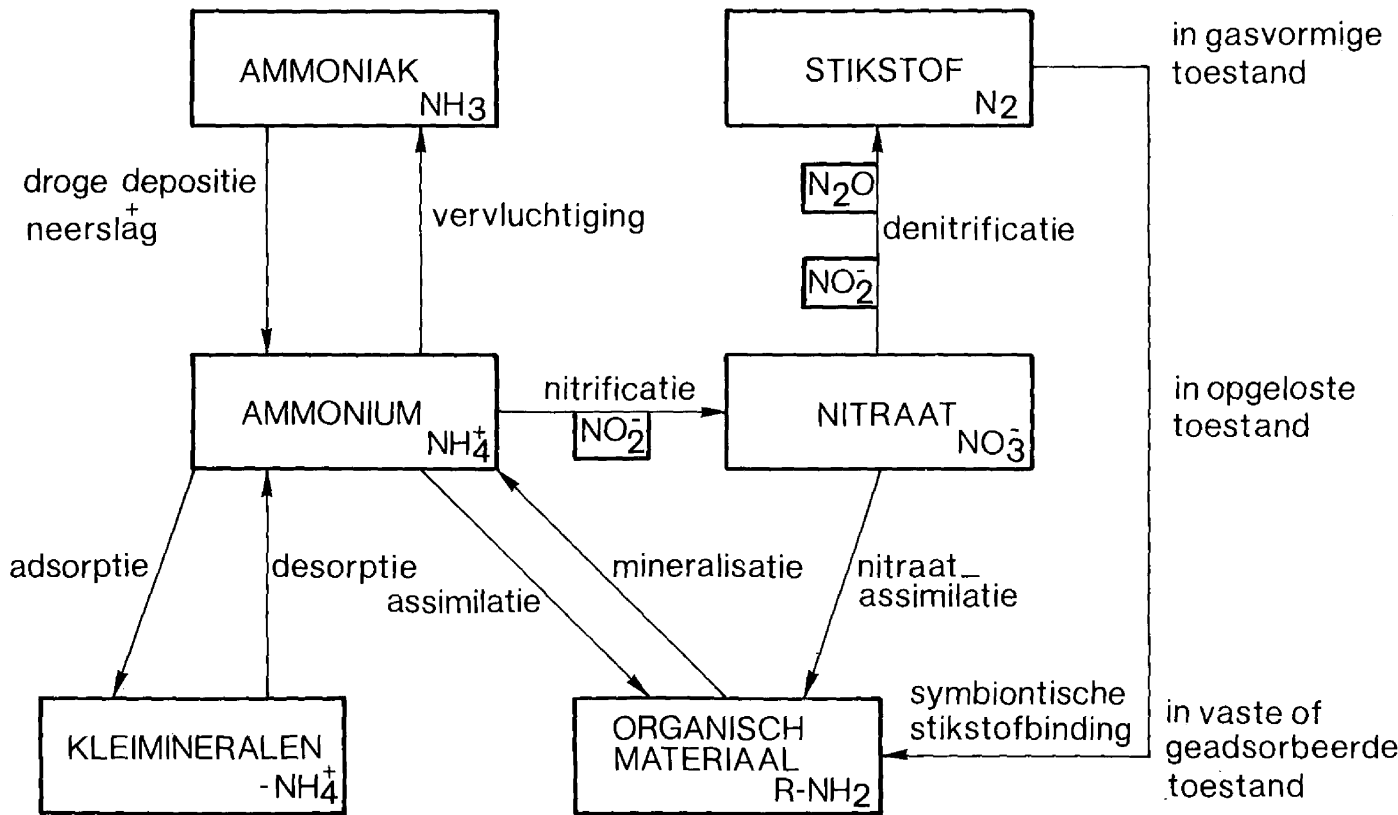 AMMONIAK
NH3
STIKSTOF
N2
in gasvormige
toestand
droge depositie
+
neerslag
vervluchtiging
N2O
denitrificatie
NO2-
AMMONIUM
NH4+
nitrificatie
NO2-
NITRAAT
NO3-
in opgeloste
toestand
adsorptie
desorptie
assimilatie
mineralisatie
nitraat_
assimilatie
KLEIMINERALEN
-NH4+
ORGANISCH
MATERIAAL
R-NH2
symbiontische
stikstofbinding
in vaste of
geadsorbeerde
toestand